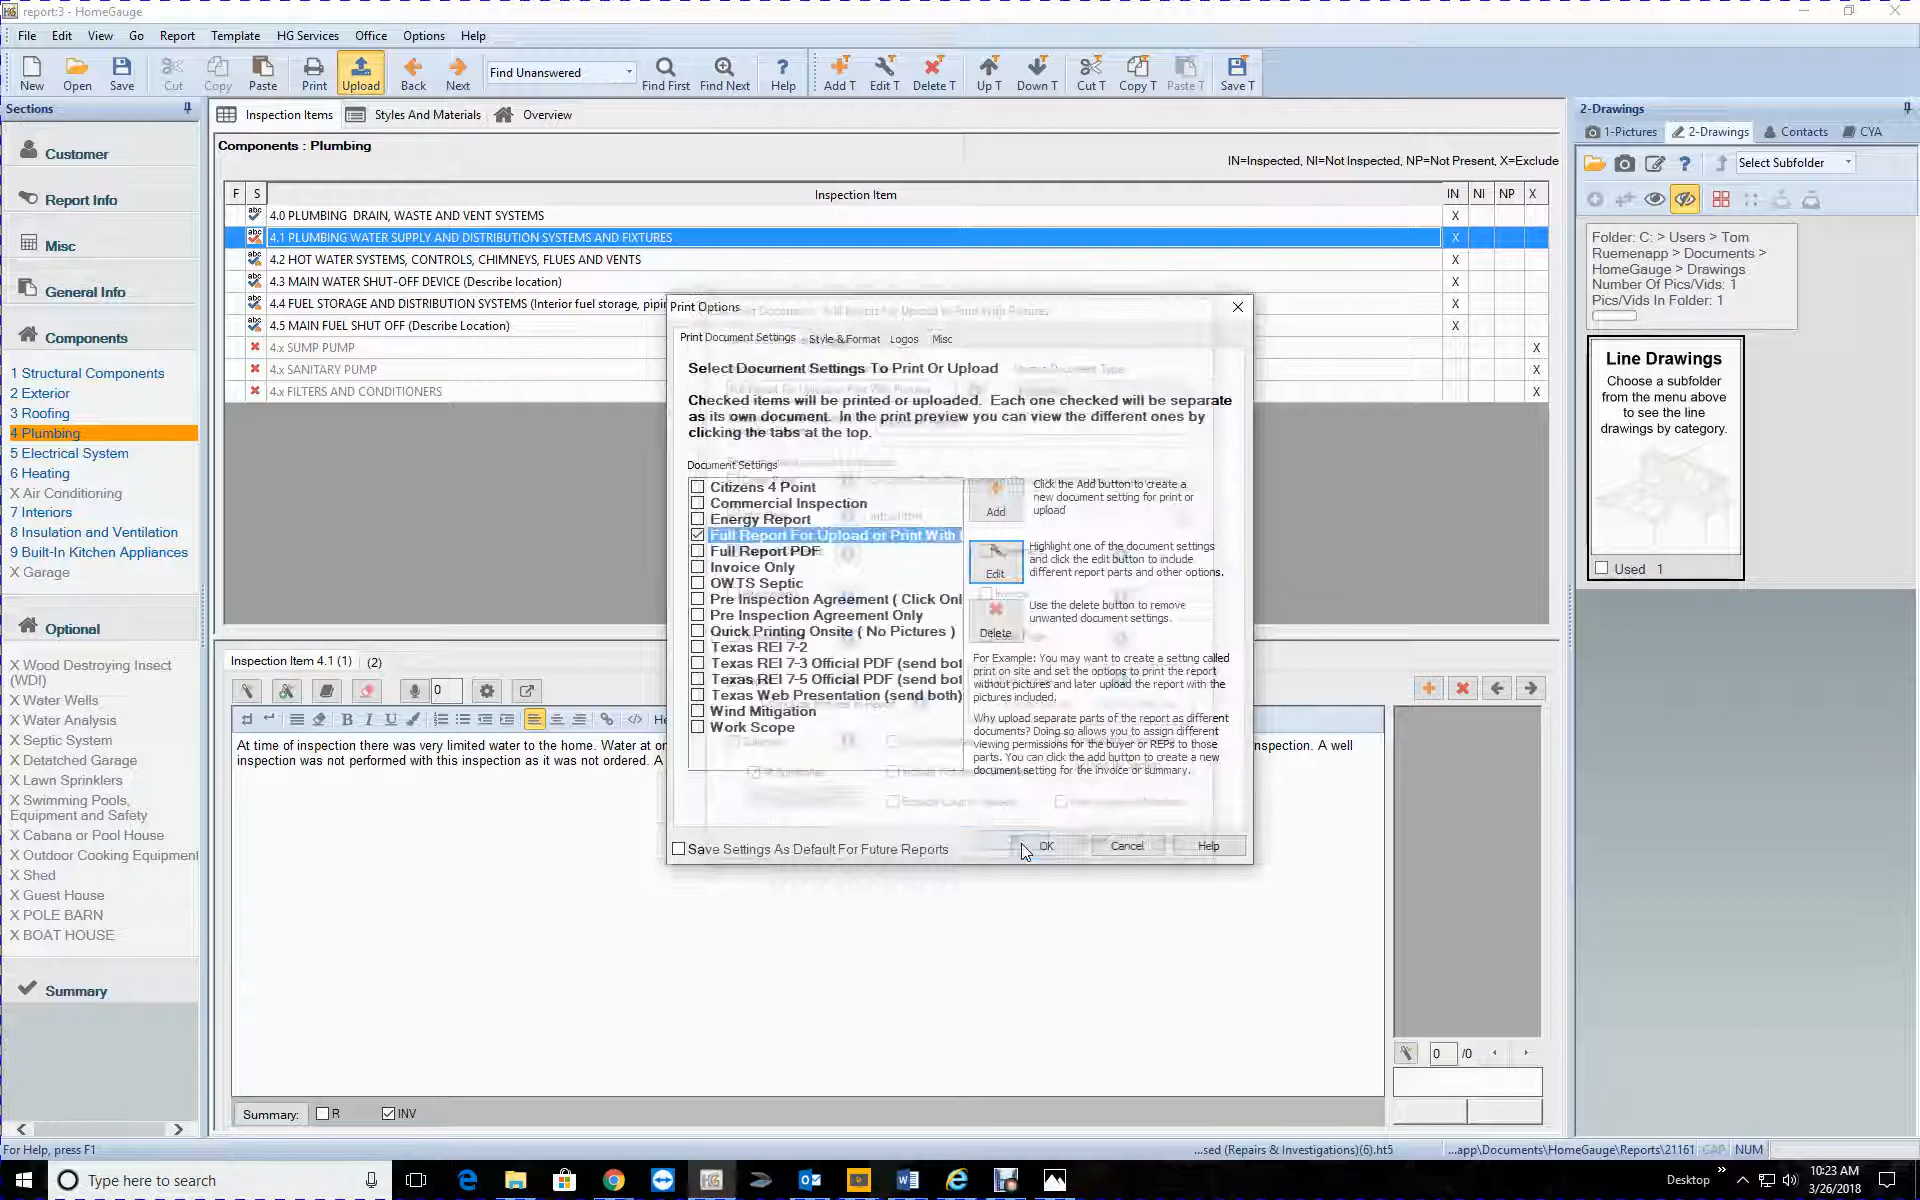 report:3 - HomeGauge
File Edit View Go Report Template HG Services Office Options Help
New Open Save Cut Copy Paste Print Upload Back Next Find Unanswered Find First Find Next Help Add T Edit T Delete T Up T Down T Cut T Copy T Paste T Save T
Sections
Customer
Report Info
Misc
General Info
Components
1 Structural Components
2 Exterior
3 Roofing
4 Plumbing
5 Electrical System
6 Heating
X Air Conditioning
7 Interiors
8 Insulation and Ventilation
9 Built-In Kitchen Appliances
X Garage
Optional
X Wood Destroying Insect
(WDI)
X Water Wells
X Water Analysis
X Septic System
X Detatched Garage
X Lawn Sprinklers
X Swimming Pools,
Equipment and Safety
X Cabana or Pool House
X Outdoor Cooking Equipment
X Shed
X Guest House
X POLE BARN
X BOAT HOUSE
Summary
Inspection Items Styles And Materials Overview
Components : Plumbing
IN=Inspected, NI=Not Inspected, NP=Not Present, X=Exclude
F S Inspection Item IN NI NP X
4.0 PLUMBING DRAIN, WASTE AND VENT SYSTEMS X
4.1 PLUMBING WATER SUPPLY AND DISTRIBUTION SYSTEMS AND FIXTURES X
4.2 HOT WATER SYSTEMS, CONTROLS, CHIMNEYS, FLUES AND VENTS X
4.3 MAIN WATER SHUT-OFF DEVICE (Describe location) X
4.4 FUEL STORAGE AND DISTRIBUTION SYSTEMS (Interior fuel storage, pipi X
4.5 MAIN FUEL SHUT OFF (Describe Location) X
4.x SUMP PUMP X
4.x SANITARY PUMP X
4.x FILTERS AND CONDITIONERS X
Print Options
Print Document Settings Style & Format Logos Misc
Select Document Settings To Print Or Upload
Checked items will be printed or uploaded. Each one checked will be separate
as its own document. In the print preview you can view the different ones by
clicking the tabs at the top.
Document Settings
Citizens 4 Point
Commercial Inspection
Energy Report
Full Report For Upload or Print With
Full Report PDF
Invoice Only
OWTS Septic
Pre Inspection Agreement ( Click Onl
Pre Inspection Agreement Only
Quick Printing Onsite ( No Pictures )
Texas REI 7-2
Texas REI 7-3 Official PDF (send bot
Texas REI 7-5 Official PDF (send bot
Texas Web Presentation (send both)
Wind Mitigation
Work Scope
Add
Click the Add button to create a
new document setting for print or
upload
Edit
Highlight one of the document settings
and click the edit button to include
different report parts and other options.
Delete
Use the delete button to remove
unwanted document settings.
For Example: You may want to create a setting called
print on site and set the options to print the report
without pictures and later upload the report with the
pictures included.
Why upload separate parts of the report as different
documents? Doing so allows you to assign different
viewing permissions for the buyer or REPs to those
parts. You can click the add button to create a new
document setting for the invoice or summary.
Save Settings As Default For Future Reports OK Cancel Help
Inspection Item 4.1 (1) (2)
0
B I U He
At time of inspection there was very limited water to the home. Water at or nspection. A well
inspection was not performed with this inspection as it was not ordered. A
0 /0
Summary: R INV
2-Drawings
1-Pictures 2-Drawings Contacts CYA
Select Subfolder
Folder: C: > Users > Tom
Ruemenapp > Documents >
HomeGauge > Drawings
Number Of Pics/Vids: 1
Pics/Vids In Folder: 1
Line Drawings
Choose a subfolder
from the menu above
to see the line
drawings by category.
Used 1
For Help, press F1 ...sed (Repairs & Investigations)(6).ht5 ...app\Documents\HomeGauge\Reports\21161 CAP NUM
Type here to search Desktop 10:23 AM
3/26/2018